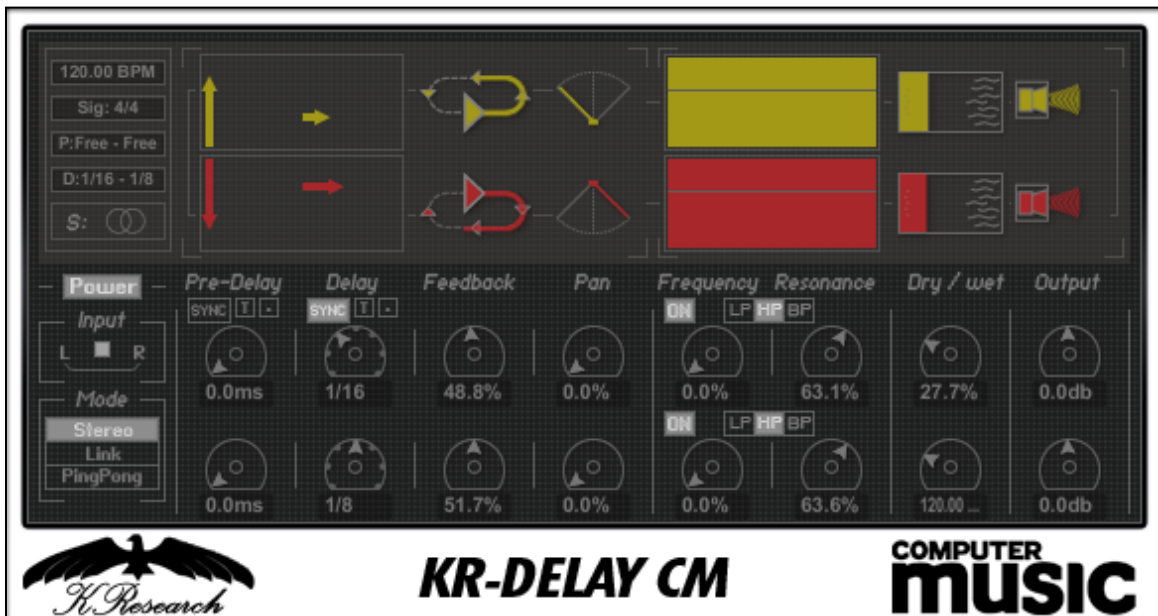 120.00 BPM
Sig: 4/4
P:Free - Free
D:1/16 - 1/8
S:
Power
Pre-Delay Delay Feedback Pan Frequency Resonance Dry / wet Output
SYNC T . SYNC T . ON LP HP BP
Input
L R
0.0ms 1/16 48.8% 0.0% 0.0% 63.1% 27.7% 0.0db
Mode
ON LP HP BP
Stereo
Link
PingPong
0.0ms 1/8 51.7% 0.0% 0.0% 63.6% 120.00 ... 0.0db
K Research
KR-DELAY CM
COMPUTER
MUSIC